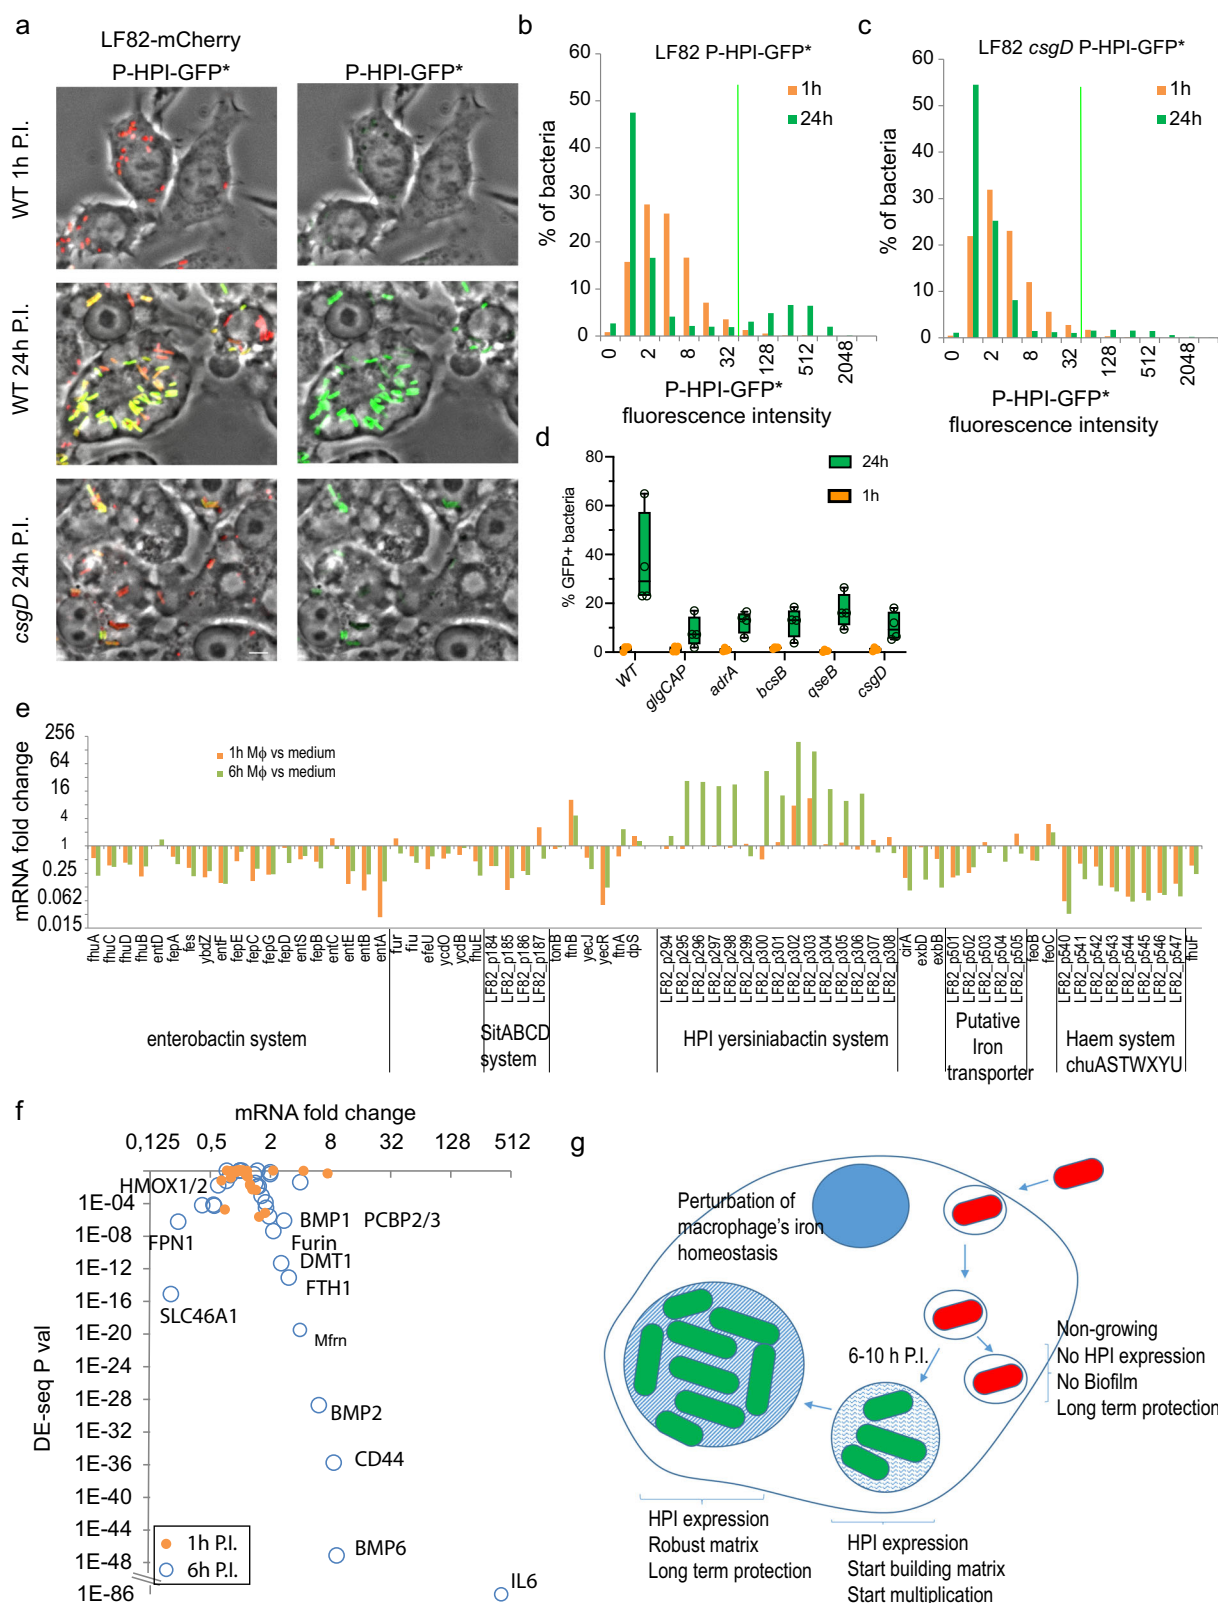 a
LF82-mCherry
P-HPI-GFP*
P-HPI-GFP*
WT 1h P.I.
WT 24h P.I.
csgD 24h P.I.
b
LF82 P-HPI-GFP*
1h
24h
% of bacteria
60
50
40
30
20
10
0
0 2 8 32 128 512 2048
P-HPI-GFP*
fluorescence intensity
c
LF82 csgD P-HPI-GFP*
1h
24h
% of bacteria
60
50
40
30
20
10
0
0 2 8 32 128 512 2048
P-HPI-GFP*
fluorescence intensity
d
% GFP+ bacteria
80
60
40
20
0
24h
1h
WT glgCAP adrA bcsB qseB csgD
e
mRNA fold change
256
64
16
4
1
0.25
0.062
0.015
1h Mϕ vs medium
6h Mϕ vs medium
fhuA fhuC fhuD fhuB entD fepA fes ybdZ entF fepE fepC fepG fepD entS fepB entC entE entB entA fur fiu efeU ycdO ycdB fhuE LF82_p184 LF82_p185 LF82_p186 LF82_p187 tonB ftnB yecJ yecR ftnA dpS LF82_p294 LF82_p295 LF82_p296 LF82_p297 LF82_p298 LF82_p299 LF82_p300 LF82_p301 LF82_p302 LF82_p303 LF82_p304 LF82_p305 LF82_p306 LF82_p307 LF82_p308 cirA exbD exbB LF82_p501 LF82_p502 LF82_p503 LF82_p504 LF82_p505 feoB feoC LF82_p540 LF82_p541 LF82_p542 LF82_p543 LF82_p544 LF82_p545 LF82_p546 LF82_p547 fhuF
enterobactin system
SitABCD
system
HPI yersiniabactin system
Putative
Iron
transporter
Haem system
chuASTWXYU
f
mRNA fold change
0,125 0,5 2 8 32 128 512
DE-seq P val
1E-04
1E-08
1E-12
1E-16
1E-20
1E-24
1E-28
1E-32
1E-36
1E-40
1E-44
1E-48
1E-86
HMOX1/2
FPN1
SLC46A1
BMP1 PCBP2/3
Furin
DMT1
FTH1
Mfrn
BMP2
CD44
BMP6
IL6
1h P.I.
6h P.I.
g
Perturbation of
macrophage's iron
homeostasis
6-10 h P.I.
Non-growing
No HPI expression
No Biofilm
Long term protection
HPI expression
Robust matrix
Long term protection
HPI expression
Start building matrix
Start multiplication